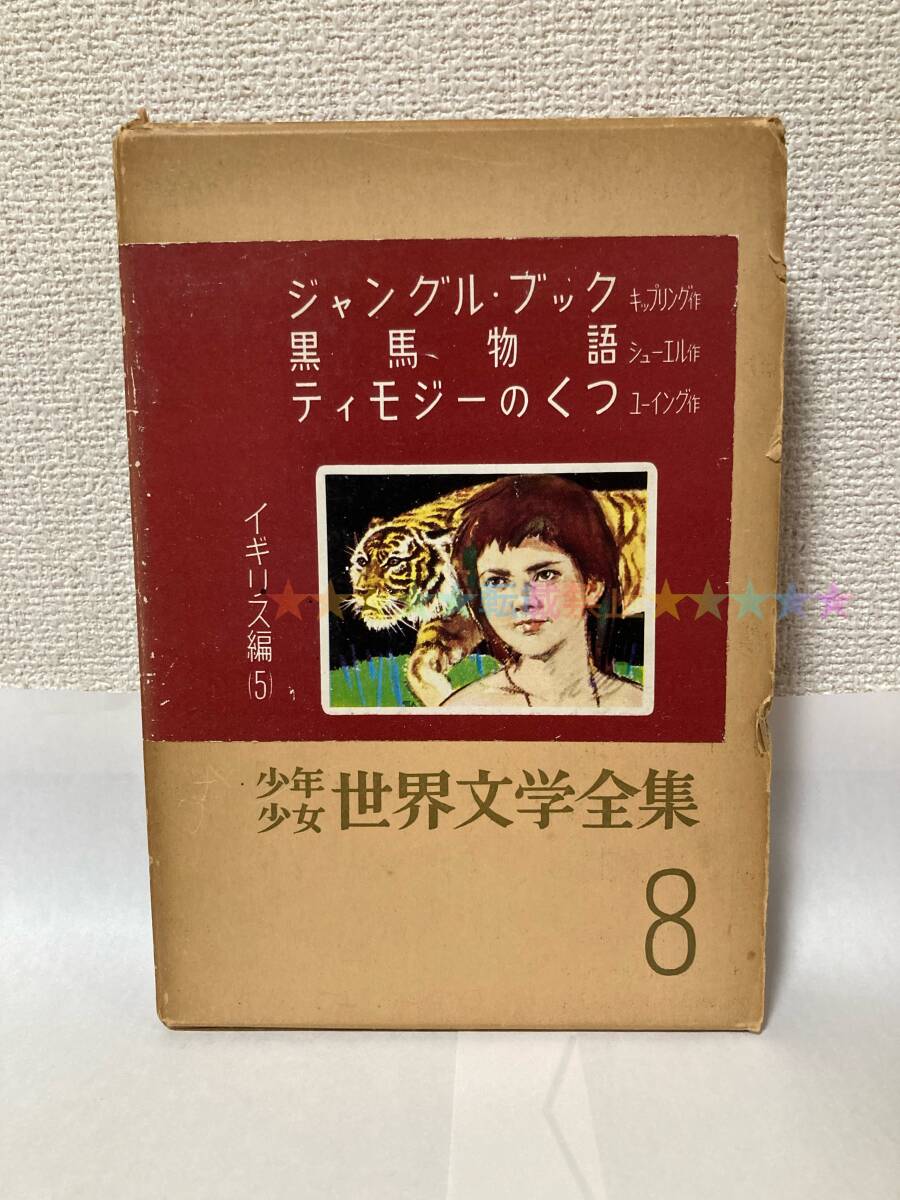 ジャングル・ブック キップリング作
黒馬物語 シューエル作
ティモジーのくつ ユーイング作
イギリス編(5)
少年少女 世界文学全集
8